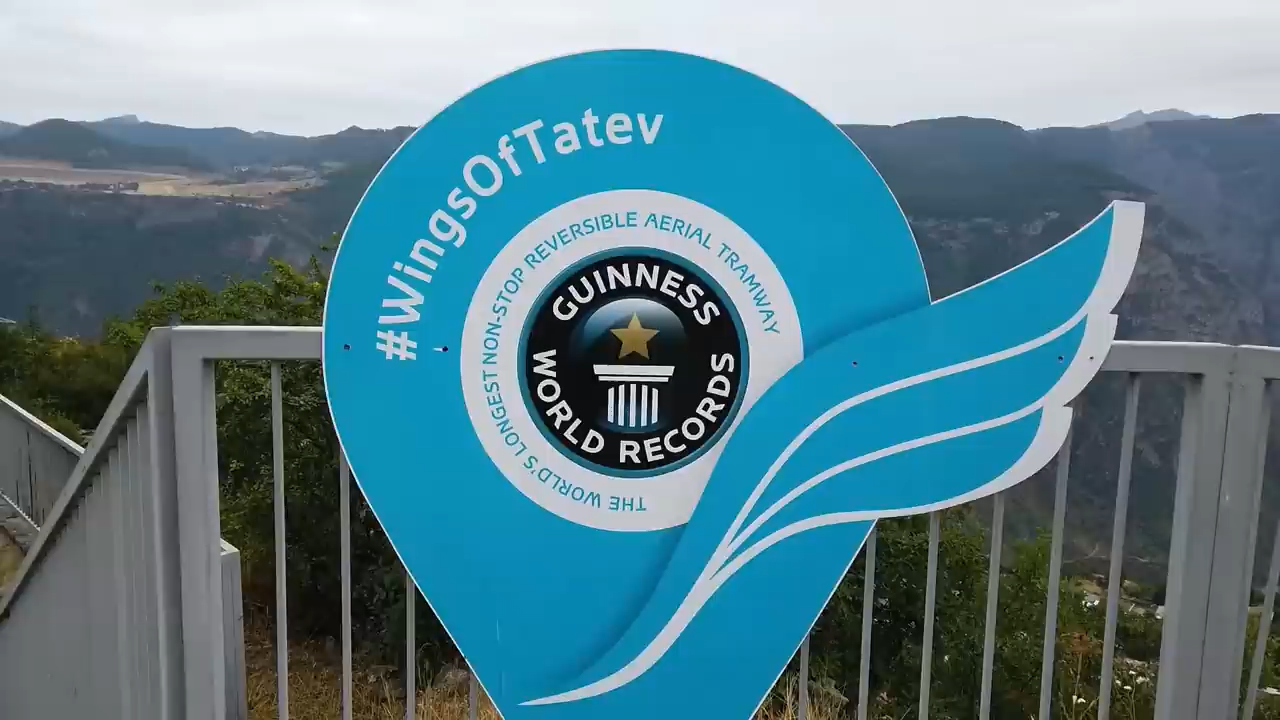 #WingsOfTatev
THE WORLD'S LONGEST NON-STOP REVERSIBLE AERIAL TRAMWAY
GUINNESS
WORLD RECORDS